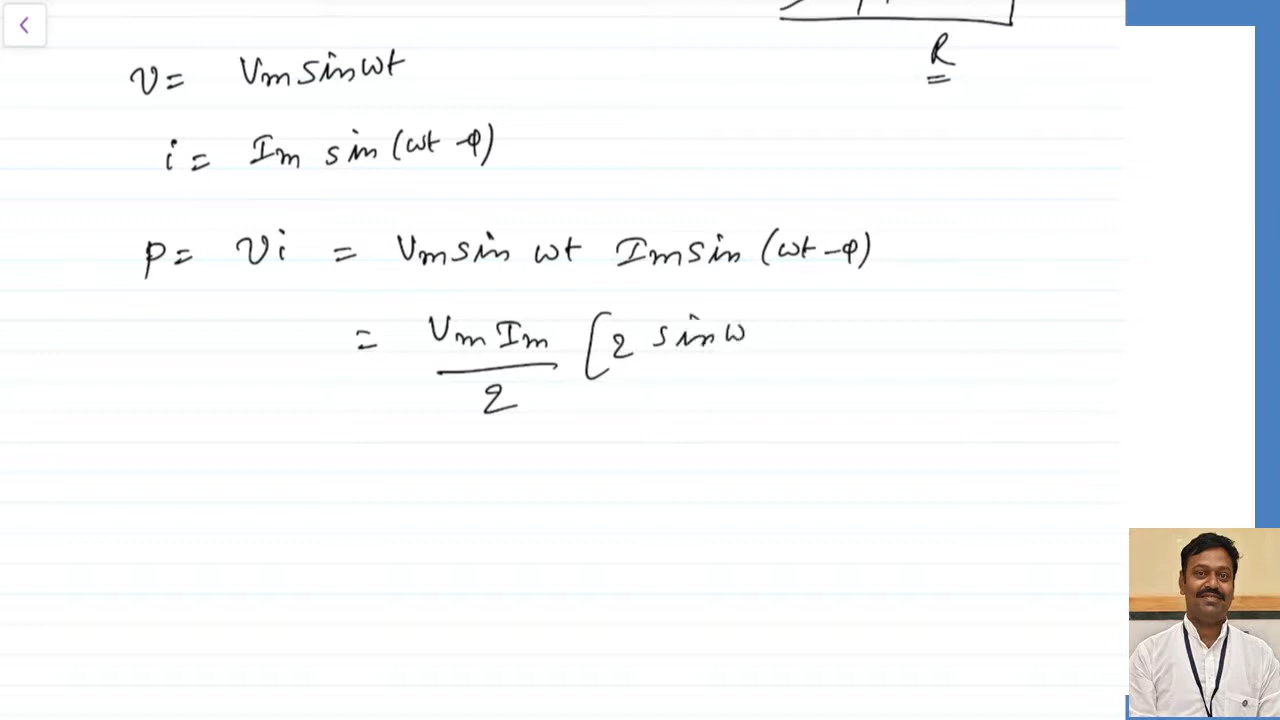 R
v = Vm sin ωt
i = Im sin (ωt - φ)
p = vi = Vm sin ωt Im sin (ωt - φ)
= Vm Im / 2 [2 sin ω